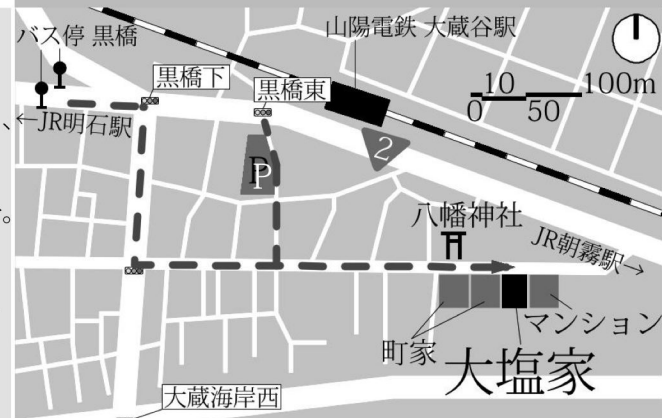 山陽電鉄 大蔵谷駅
バス停 黒橋
黒橋下
黒橋東
10 100m
0 50
、
←JR明石駅
2
P
。
八幡神社
JR朝霧駅→
マンション
町家
大塩家
大蔵海岸西